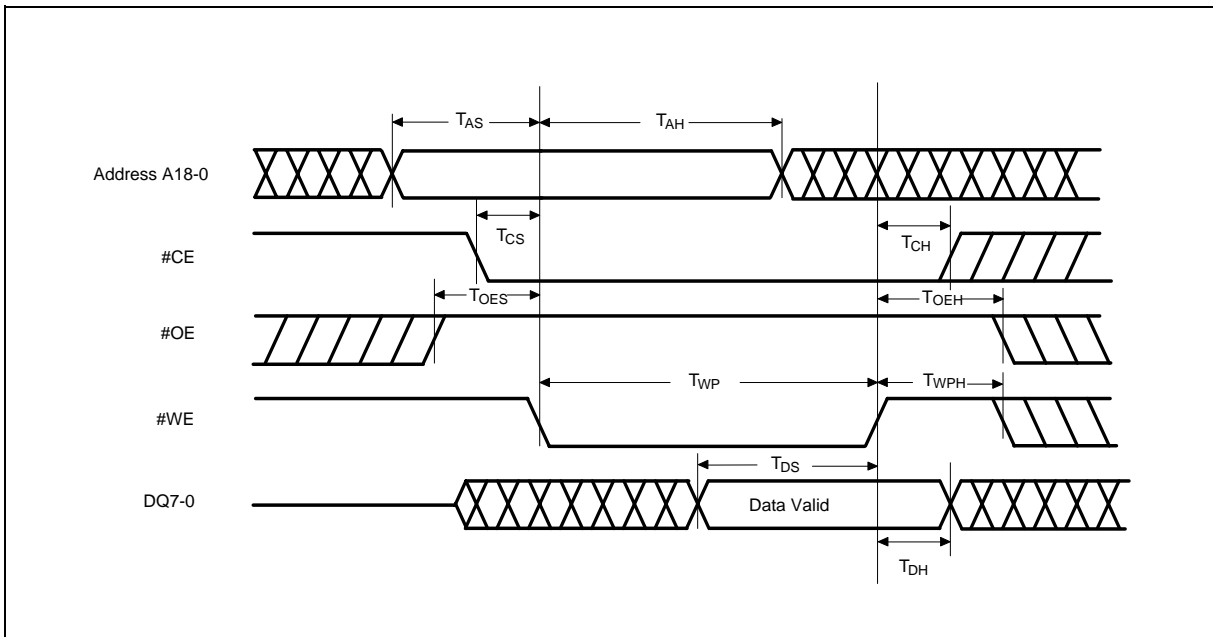 TAS
TAH
Address A18-0
TCS
TCH
#CE
TOES
TOEH
#OE
TWP
TWPH
#WE
TDS
DQ7-0
Data Valid
TDH